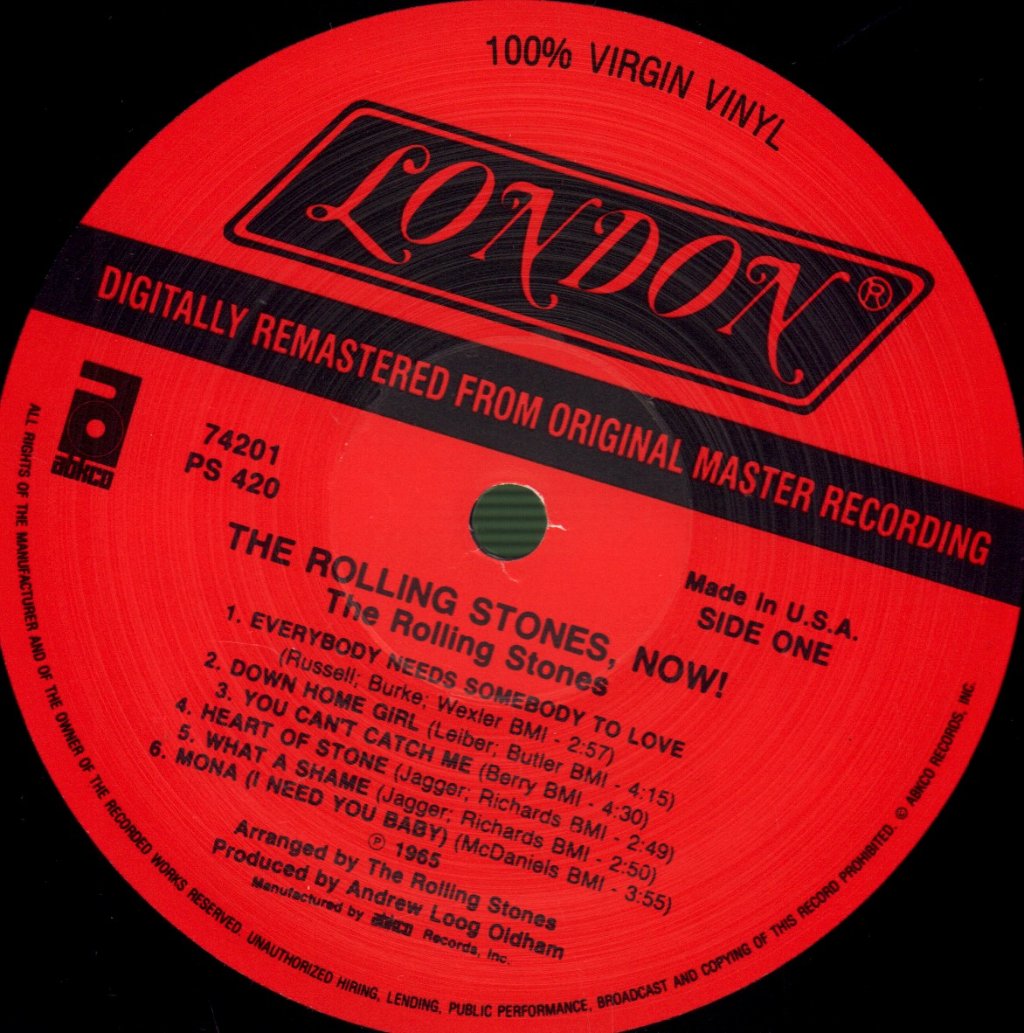 100% VIRGIN VINYL
LONDON®
DIGITALLY REMASTERED FROM ORIGINAL MASTER RECORDING
abkco
74201
PS 420
Made in U.S.A.
SIDE ONE
THE ROLLING STONES, NOW!
The Rolling Stones
1. EVERYBODY NEEDS SOMEBODY TO LOVE
(Russell; Burke; Wexler BMI - 2:57)
2. DOWN HOME GIRL (Leiber; Butler BMI - 4:15)
3. YOU CAN'T CATCH ME (Berry BMI - 4:30)
4. HEART OF STONE (Jagger; Richards BMI - 2:49)
5. WHAT A SHAME (Jagger; Richards BMI - 2:50)
6. MONA (I NEED YOU BABY) (McDaniels BMI - 3:55)
℗ 1965
Arranged by The Rolling Stones
Produced by Andrew Loog Oldham
Manufactured by abkco Records, Inc.
ALL RIGHTS OF THE MANUFACTURER AND OF THE OWNER OF THE RECORDED WORKS RESERVED. UNAUTHORIZED HIRING, LENDING, PUBLIC PERFORMANCE, BROADCAST AND COPYING OF THIS RECORD PROHIBITED. © ABKCO RECORDS, INC.